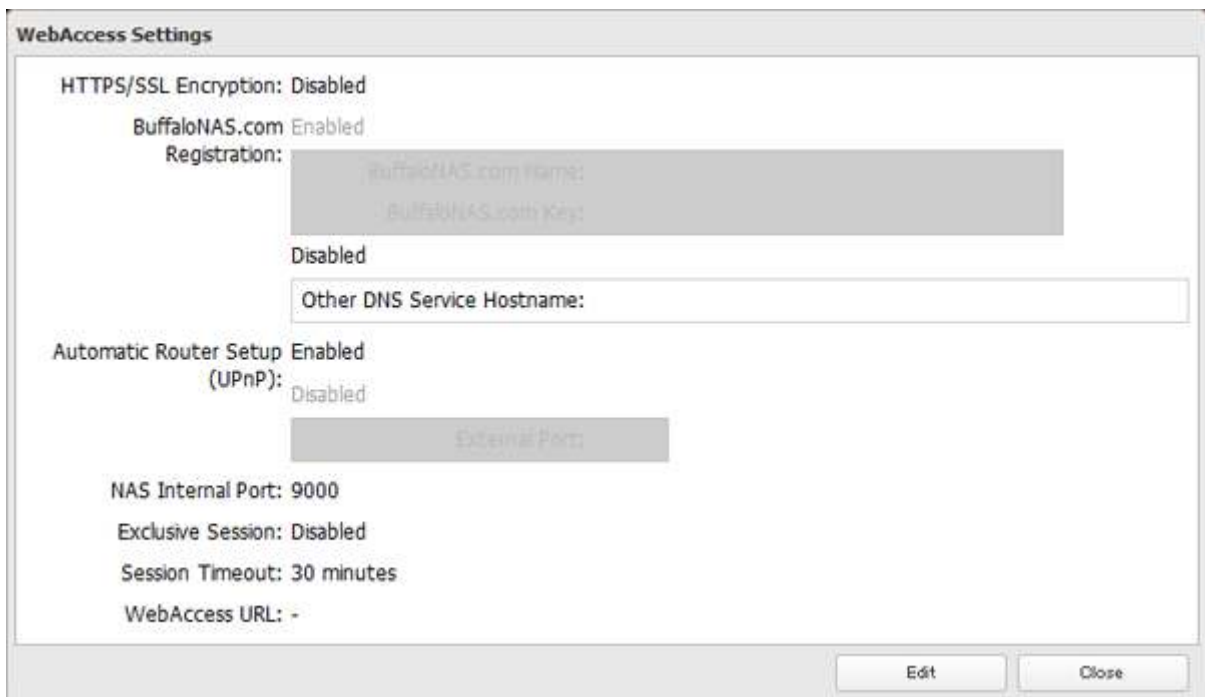 WebAccess Settings
HTTPS/SSL Encryption: Disabled
BuffaloNAS.com Enabled
Registration:
BuffaloNAS.com Name:
BuffaloNAS.com Key:
Disabled
Other DNS Service Hostname:
Automatic Router Setup Enabled
(UPnP):
Disabled
External Port:
NAS Internal Port: 9000
Exclusive Session: Disabled
Session Timeout: 30 minutes
WebAccess URL: -
Edit
Close